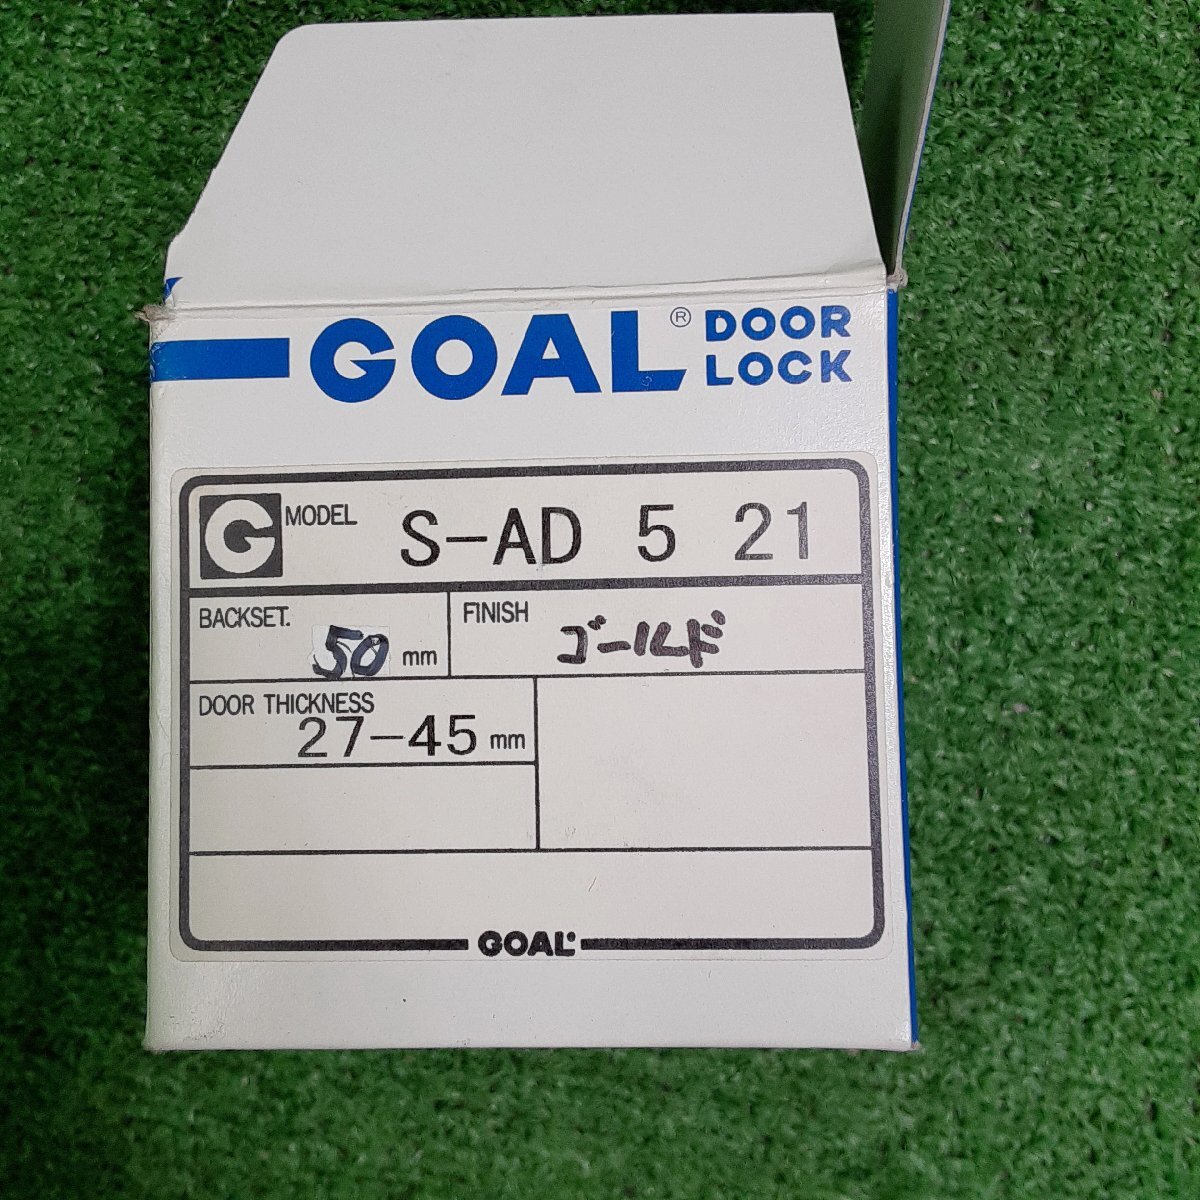 GOAL® DOOR LOCK
G MODEL S-AD 5 21
BACKSET. 50 mm FINISH ゴールド
DOOR THICKNESS
27-45 mm
GOAL